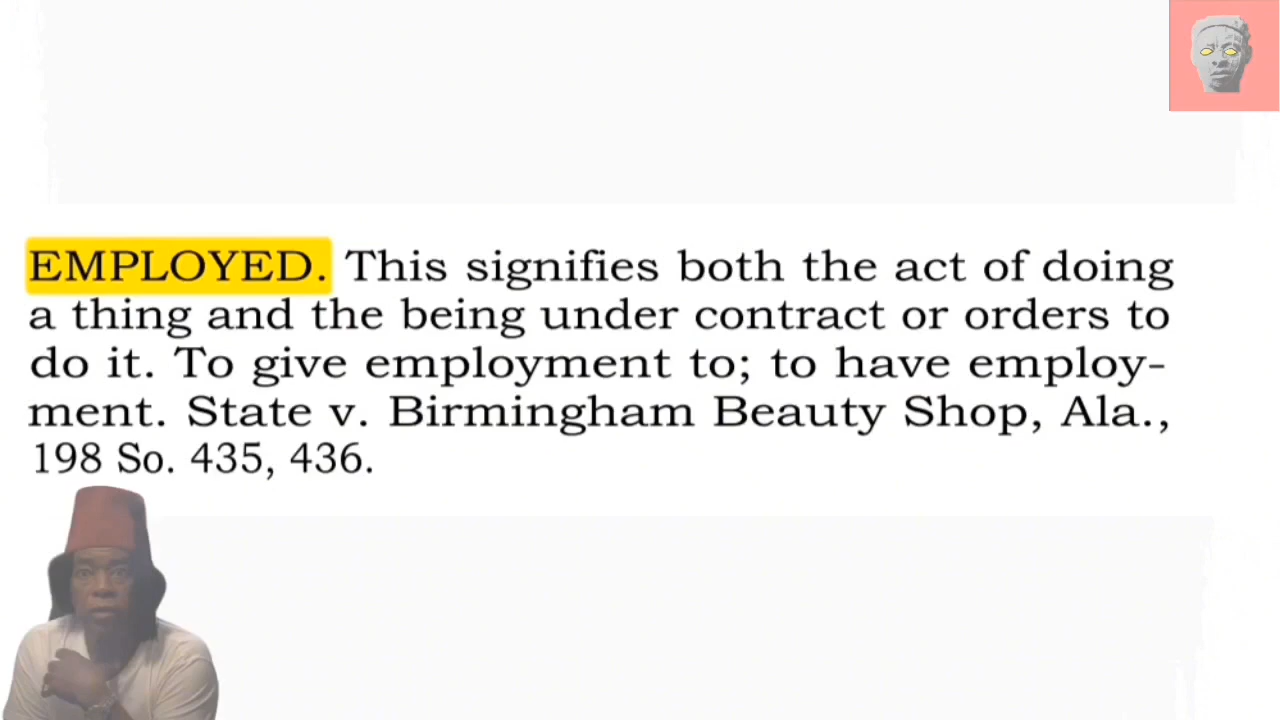 EMPLOYED. This signifies both the act of doing
a thing and the being under contract or orders to
do it. To give employment to; to have employ-
ment. State v. Birmingham Beauty Shop, Ala.,
198 So. 435, 436.